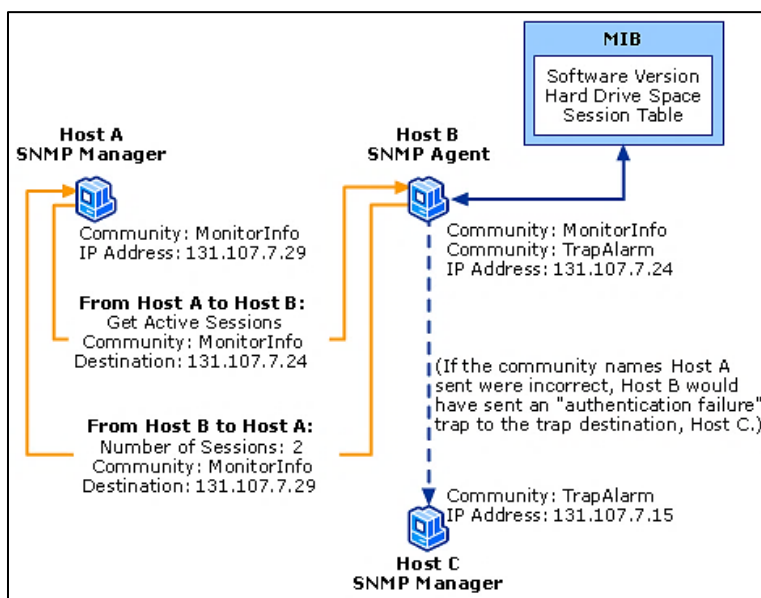 MIB
Software Version
Hard Drive Space
Session Table
Host A
SNMP Manager
Host B
SNMP Agent
Community: MonitorInfo
IP Address: 131.107.7.29
Community: MonitorInfo
Community: TrapAlarm
IP Address: 131.107.7.24
From Host A to Host B:
Get Active Sessions
Community: MonitorInfo
Destination: 131.107.7.24
(If the community names Host A
sent were incorrect, Host B would
have sent an "authentication failure"
trap to the trap destination, Host C.)
From Host B to Host A:
Number of Sessions: 2
Community: MonitorInfo
Destination: 131.107.7.29
Community: TrapAlarm
IP Address: 131.107.7.15
Host C
SNMP Manager